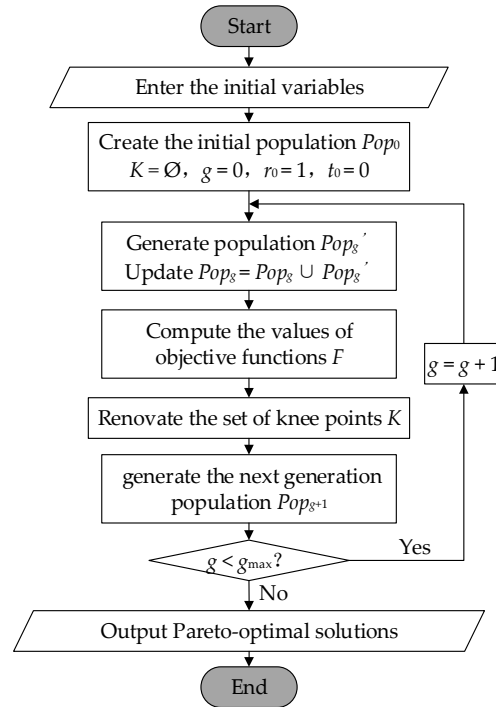 Start
Enter the initial variables
Create the initial population Pop₀
K = Ø, g = 0, r₀ = 1, t₀ = 0
Generate population Popg′
Update Popg = Popg ∪ Popg′
Compute the values of
objective functions F
g = g + 1
Renovate the set of knee points K
generate the next generation
population Popg+1
g < gmax?
Yes
No
Output Pareto-optimal solutions
End